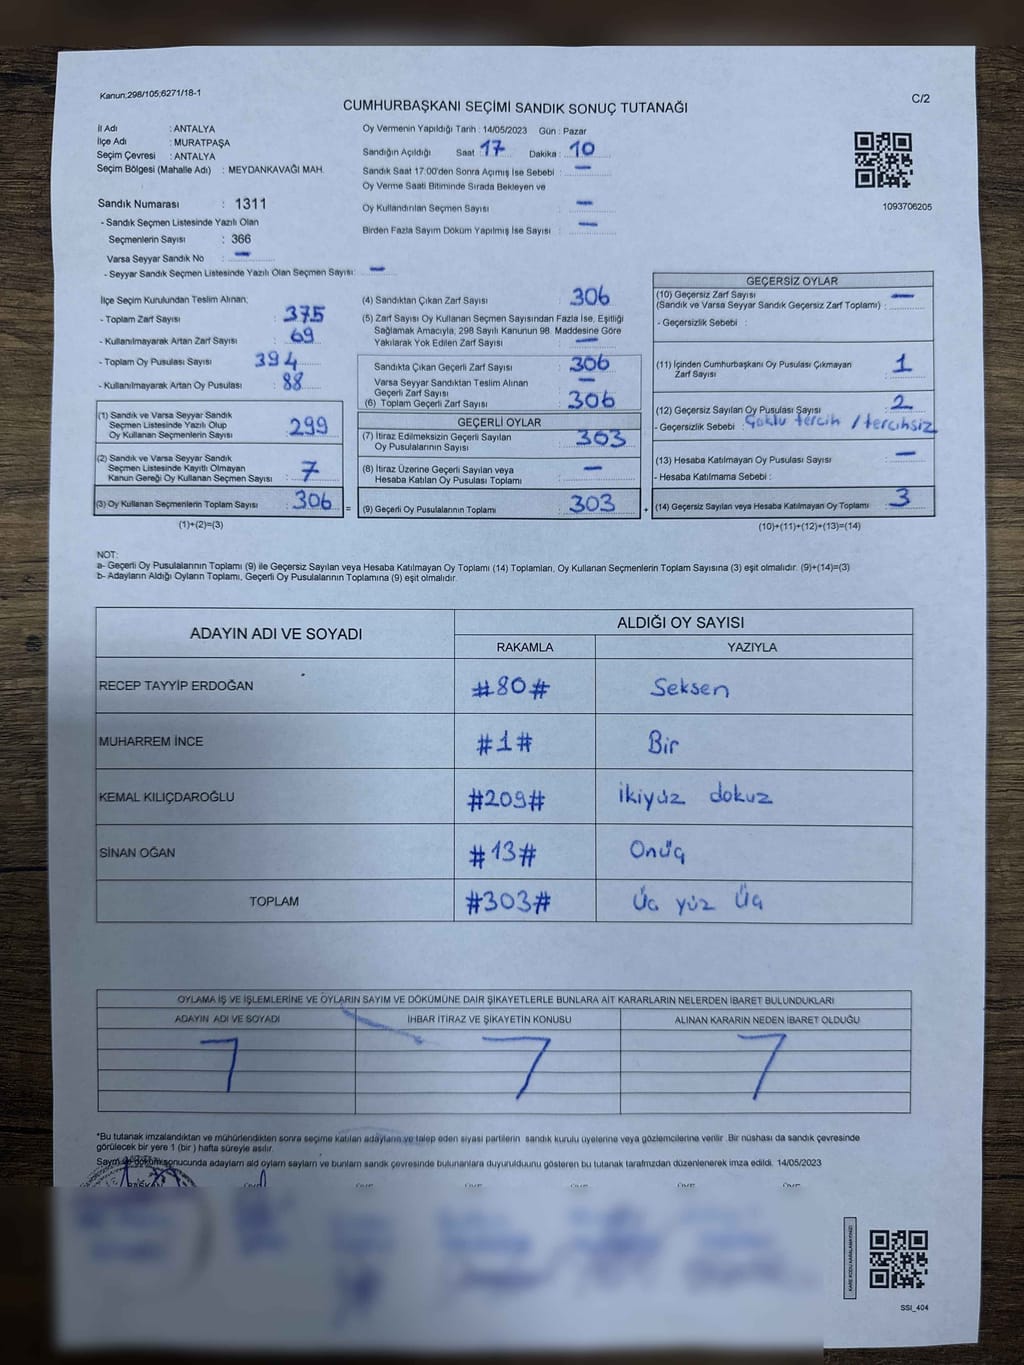 Kanun;298/105;6271/18-1
C/2
CUMHURBAŞKANI SEÇİMİ SANDIK SONUÇ TUTANAĞI
İl Adı : ANTALYA
İlçe Adı : MURATPAŞA
Seçim Çevresi : ANTALYA
Seçim Bölgesi (Mahalle Adı) : MEYDANKAVAĞI MAH.
Oy Vermenin Yapıldığı Tarih : 14/05/2023 Gün : Pazar
Sandığın Açıldığı Saat 17 Dakika : 10
Sandık Saat 17:00'den Sonra Açımış İse Sebebi : —
Oy Verme Saati Bitiminde Sırada Bekleyen ve
Oy Kullandırılan Seçmen Sayısı : —
Birden Fazla Sayım Döküm Yapılmış İse Sayısı : —
1093706205
Sandık Numarası : 1311
- Sandık Seçmen Listesinde Yazılı Olan
Seçmenlerin Sayısı : 366
Varsa Seyyar Sandık No : —
- Seyyar Sandık Seçmen Listesinde Yazılı Olan Seçmen Sayısı: —
İlçe Seçim Kurulundan Teslim Alınan;
- Toplam Zarf Sayısı : 375
- Kullanılmayarak Artan Zarf Sayısı : 69
- Toplam Oy Pusulası Sayısı 394
- Kullanılmayarak Artan Oy Pusulası : 88
(1) Sandık ve Varsa Seyyar Sandık
Seçmen Listesinde Yazılı Olup
Oy Kullanan Seçmenlerin Sayısı : 299
(2) Sandık ve Varsa Seyyar Sandık
Seçmen Listesinde Kayıtlı Olmayan
Kanun Gereği Oy Kullanan Seçmen Sayısı : 7
(3) Oy Kullanan Seçmenlerin Toplam Sayısı : 306 =
(1)+(2)=(3)
(4) Sandıktan Çıkan Zarf Sayısı 306
(5) Zarf Sayısı Oy Kullanan Seçmen Sayısından Fazla İse, Eşitliği
Sağlamak Amacıyla; 298 Sayılı Kanunun 98. Maddesine Göre
Yakılarak Yok Edilen Zarf Sayısı : —
Sandıkta Çıkan Geçerli Zarf Sayısı : 306
Varsa Seyyar Sandıktan Teslim Alınan
Geçerli Zarf Sayısı : —
(6) Toplam Geçerli Zarf Sayısı : 306
GEÇERLİ OYLAR
(7) İtiraz Edilmeksizin Geçerli Sayılan
Oy Pusulalarının Sayısı : 303
(8) İtiraz Üzerine Geçerli Sayılan veya
Hesaba Katılan Oy Pusulası Toplamı : —
(9) Geçerli Oy Pusulalarının Toplamı : 303 +
GEÇERSİZ OYLAR
(10) Geçersiz Zarf Sayısı
(Sandık ve Varsa Seyyar Sandık Geçersiz Zarf Toplamı) : —
- Geçersizlik Sebebi :
(11) İçinden Cumhurbaşkanı Oy Pusulası Çıkmayan
Zarf Sayısı : 1
(12) Geçersiz Sayılan Oy Pusulası Sayısı : 2
- Geçersizlik Sebebi : Çoklu tercih / tercihsiz
(13) Hesaba Katılmayan Oy Pusulası Sayısı : —
- Hesaba Katılmama Sebebi :
(14) Geçersiz Sayılan veya Hesaba Katılmayan Oy Toplamı : 3
(10)+(11)+(12)+(13)=(14)
NOT:
a- Geçerli Oy Pusulalarının Toplamı (9) ile Geçersiz Sayılan veya Hesaba Katılmayan Oy Toplamı (14) Toplamları, Oy Kullanan Seçmenlerin Toplam Sayısına (3) eşit olmalıdır. (9)+(14)=(3)
b- Adayların Aldığı Oyların Toplamı, Geçerli Oy Pusulalarının Toplamına (9) eşit olmalıdır.
ADAYIN ADI VE SOYADI ALDIĞI OY SAYISI
RAKAMLA YAZIYLA
RECEP TAYYİP ERDOĞAN #80# Seksen
MUHARREM İNCE #1# Bir
KEMAL KILIÇDAROĞLU #209# ikiyüz dokuz
SİNAN OĞAN #13# Onüç
TOPLAM #303# Üç yüz Üç
OYLAMA İŞ VE İŞLEMLERİNE VE OYLARIN SAYIM VE DÖKÜMÜNE DAİR ŞİKAYETLERLE BUNLARA AİT KARARLARIN NELERDEN İBARET BULUNDUKLARI
ADAYIN ADI VE SOYADI İHBAR İTİRAZ VE ŞİKAYETİN KONUSU ALINAN KARARIN NEDEN İBARET OLDUĞU
*Bu tutanak imzalandıktan ve mühürlendikten sonra seçime katılan adayların ve talep eden siyasi partilerin sandık kurulu üyelerine veya gözlemcilerine verilir. Bir nüshası da sandık çevresinde
görülecek bir yere 1 (bir ) hafta süreyle asılır.
sonucunda adayların ald oyların sayıları ve bunların sandık çevresinde bulunanlara duyurulduunu gösteren bu tutanak tarafımzdan düzenlenerek imza edildi. 14/05/2023
BAŞKAN ÜYE ÜYE ÜYE ÜYE ÜYE ÜYE
SSI_404